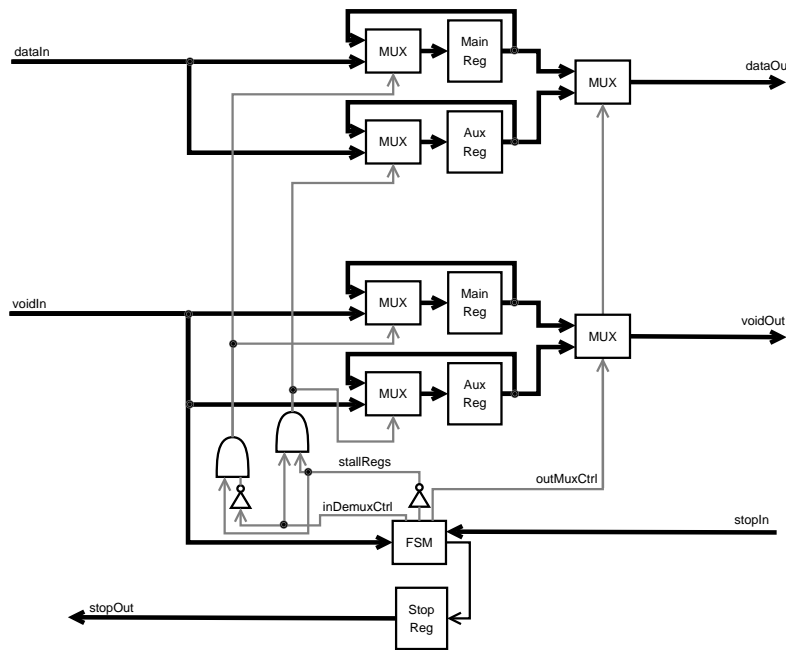 dataIn
MUX
Main
Reg
dataOu
MUX
MUX
Aux
Reg
voidIn
MUX
Main
Reg
voidOut
MUX
MUX
Aux
Reg
stallRegs
outMuxCtrl
inDemuxCtrl
stopIn
FSM
stopOut
Stop
Reg